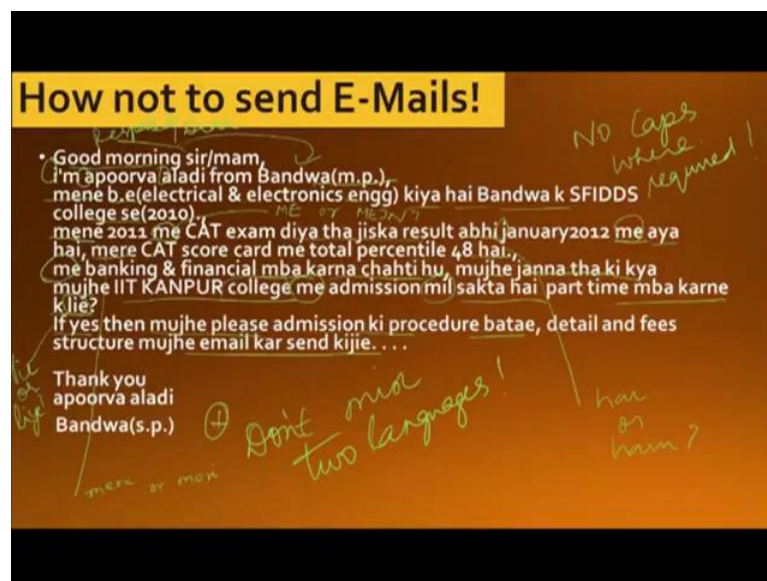 How not to send E-Mails!
• Good morning sir/mam,
i'm apoorva aladi from Bandwa(m.p.),
mene b.e(electrical & electronics engg) kiya hai Bandwa k SFIDDS
college se(2010).,
ME or MEIN?
mene 2011 me CAT exam diya tha jiska result abhi january2012 me aya
hai, mere CAT score card me total percentile 48 hai.,
me banking & financial mba karna chahti hu, mujhe janna tha ki kya
mujhe IIT KANPUR college me admission mil sakta hai part time mba karne
k lie?
If yes then mujhe please admission ki procedure batae, detail and fees
structure mujhe email kar send kijie. . . .
Thank you
apoorva aladi
Bandwa(s.p.)
NO Caps
where
required!
lie
or
liye
+ Don't mix
two languages!
hai
or
hain?